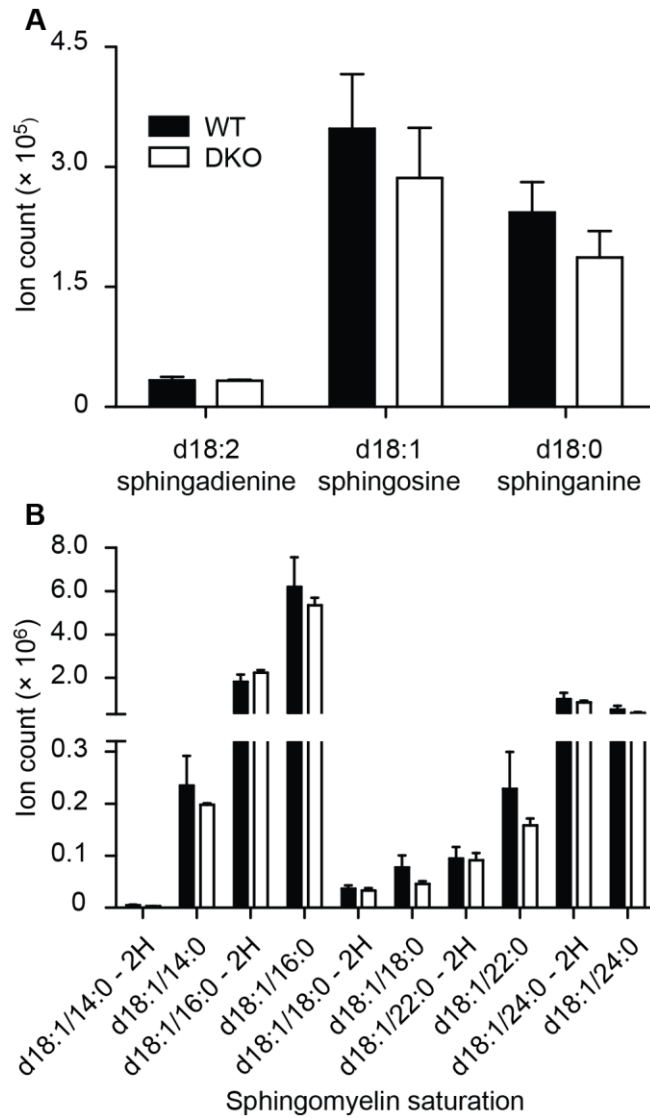 A
4.5
3.0
1.5
0
Ion count (× 10⁵)
WT
DKO
d18:2
sphingadienine
d18:1
sphingosine
d18:0
sphinganine
B
8.0
6.0
4.0
2.0
0.3
0.2
0.1
0
Ion count (× 10⁶)
d18:1/14:0 - 2H
d18:1/14:0
d18:1/16:0 - 2H
d18:1/16:0
d18:1/18:0 - 2H
d18:1/18:0
d18:1/22:0 - 2H
d18:1/22:0
d18:1/24:0 - 2H
d18:1/24:0
Sphingomyelin saturation